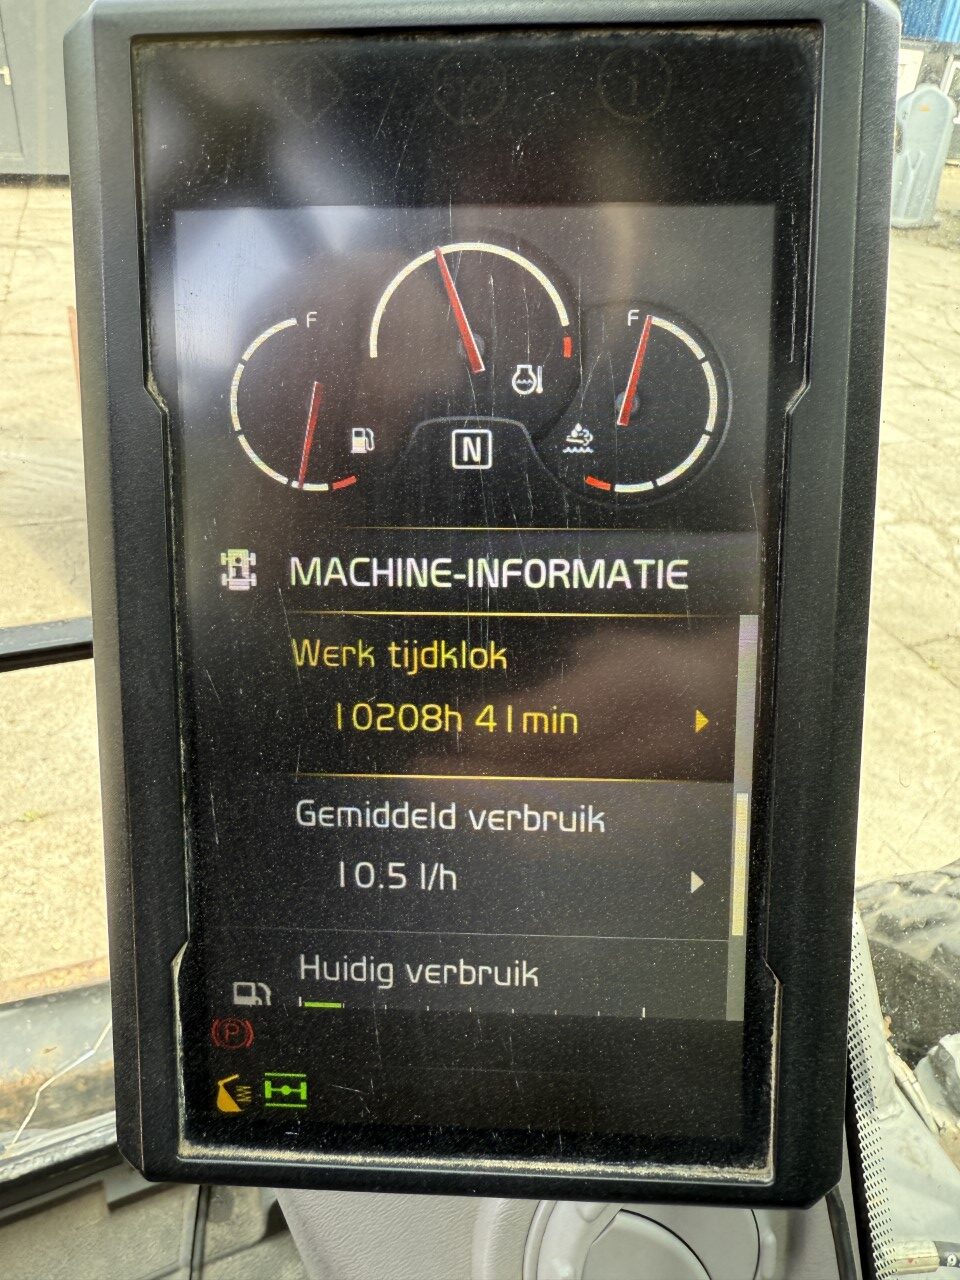 F
F
N
MACHINE-INFORMATIE
Werk tijdklok
10208h 41min
Gemiddeld verbruik
10.5 l/h
Huidig verbruik
(P)